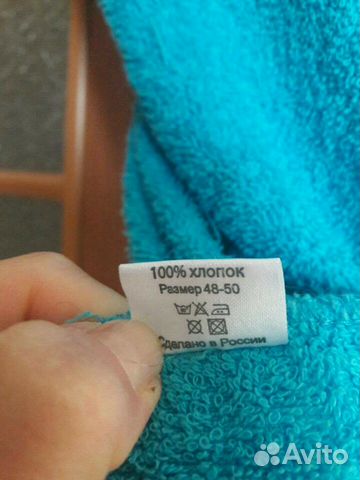 100% ХЛОПОК
Размер 48-50
Сделано в России
Avito